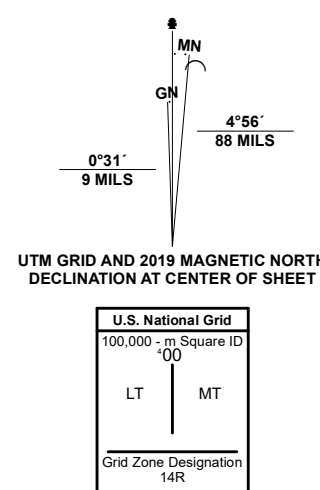 MN
GN
4°56´
88 MILS
0°31´
9 MILS
UTM GRID AND 2019 MAGNETIC NORTH
DECLINATION AT CENTER OF SHEET
U.S. National Grid
100,000 - m Square ID
⁴00
LT MT
Grid Zone Designation
14R